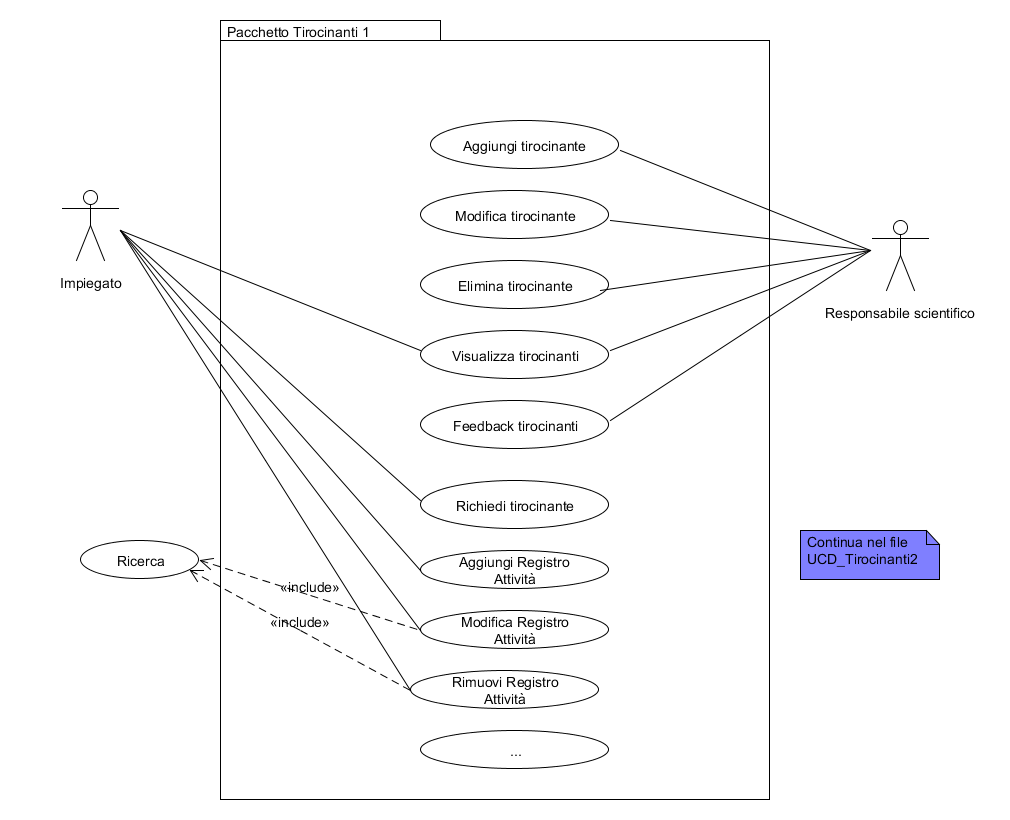 Pacchetto Tirocinanti 1
Aggiungi tirocinante
Modifica tirocinante
Impiegato
Elimina tirocinante
Responsabile scientifico
Visualizza tirocinanti
Feedback tirocinanti
Richiedi tirocinante
Continua nel file
UCD_Tirocinanti2
Ricerca
Aggiungi Registro
Attività
«include»
Modifica Registro
Attività
«include»
Rimuovi Registro
Attività
...